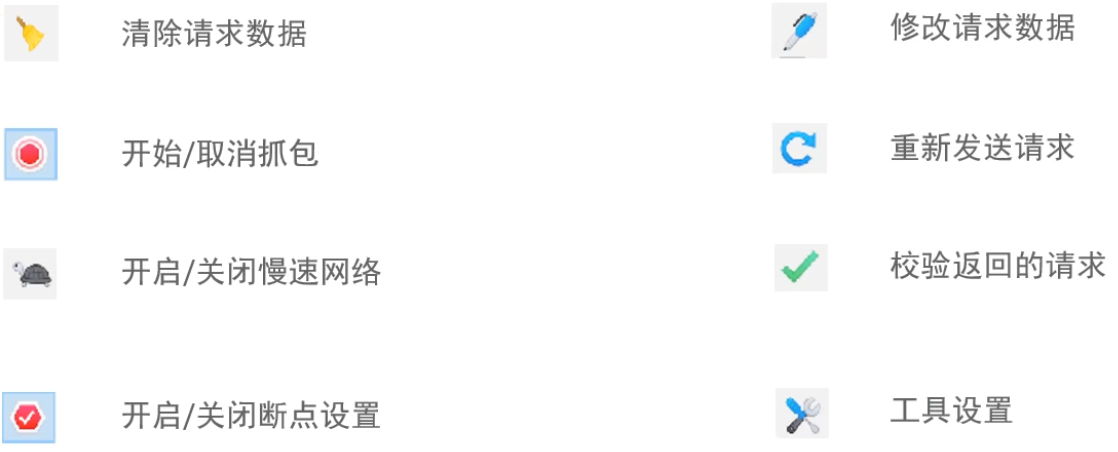 清除请求数据
修改请求数据
开始/取消抓包
重新发送请求
开启/关闭慢速网络
校验返回的请求
开启/关闭断点设置
工具设置